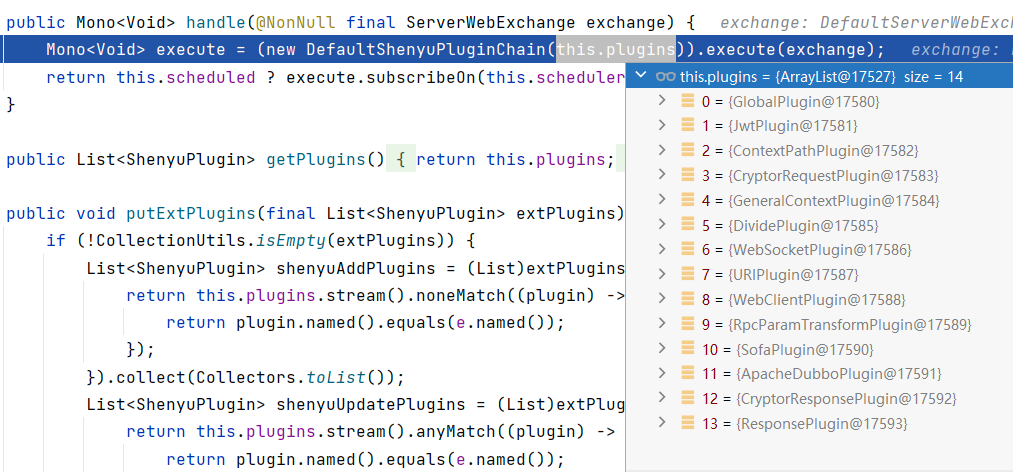 public Mono<Void> handle(@NonNull final ServerWebExchange exchange) { exchange: DefaultServerWebExc
Mono<Void> execute = (new DefaultShenyuPluginChain(this.plugins)).execute(exchange); exchange:
return this.scheduled ? execute.subscribeOn(this.scheduler
}
public List<ShenyuPlugin> getPlugins() { return this.plugins;
public void putExtPlugins(final List<ShenyuPlugin> extPlugins)
if (!CollectionUtils.isEmpty(extPlugins)) {
List<ShenyuPlugin> shenyuAddPlugins = (List)extPlugins
return this.plugins.stream().noneMatch((plugin) ->
return plugin.named().equals(e.named());
});
}).collect(Collectors.toList());
List<ShenyuPlugin> shenyuUpdatePlugins = (List)extPlug
return this.plugins.stream().anyMatch((plugin) ->
return plugin.named().equals(e.named());
this.plugins = {ArrayList@17527} size = 14
0 = {GlobalPlugin@17580}
1 = {JwtPlugin@17581}
2 = {ContextPathPlugin@17582}
3 = {CryptorRequestPlugin@17583}
4 = {GeneralContextPlugin@17584}
5 = {DividePlugin@17585}
6 = {WebSocketPlugin@17586}
7 = {URIPlugin@17587}
8 = {WebClientPlugin@17588}
9 = {RpcParamTransformPlugin@17589}
10 = {SofaPlugin@17590}
11 = {ApacheDubboPlugin@17591}
12 = {CryptorResponsePlugin@17592}
13 = {ResponsePlugin@17593}